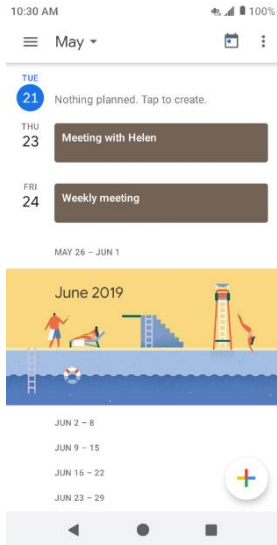 10:30 AM
100%
May
TUE
21
Nothing planned. Tap to create.
THU
23
Meeting with Helen
FRI
24
Weekly meeting
MAY 26 – JUN 1
June 2019
JUN 2 – 8
JUN 9 – 15
JUN 16 – 22
JUN 23 – 29